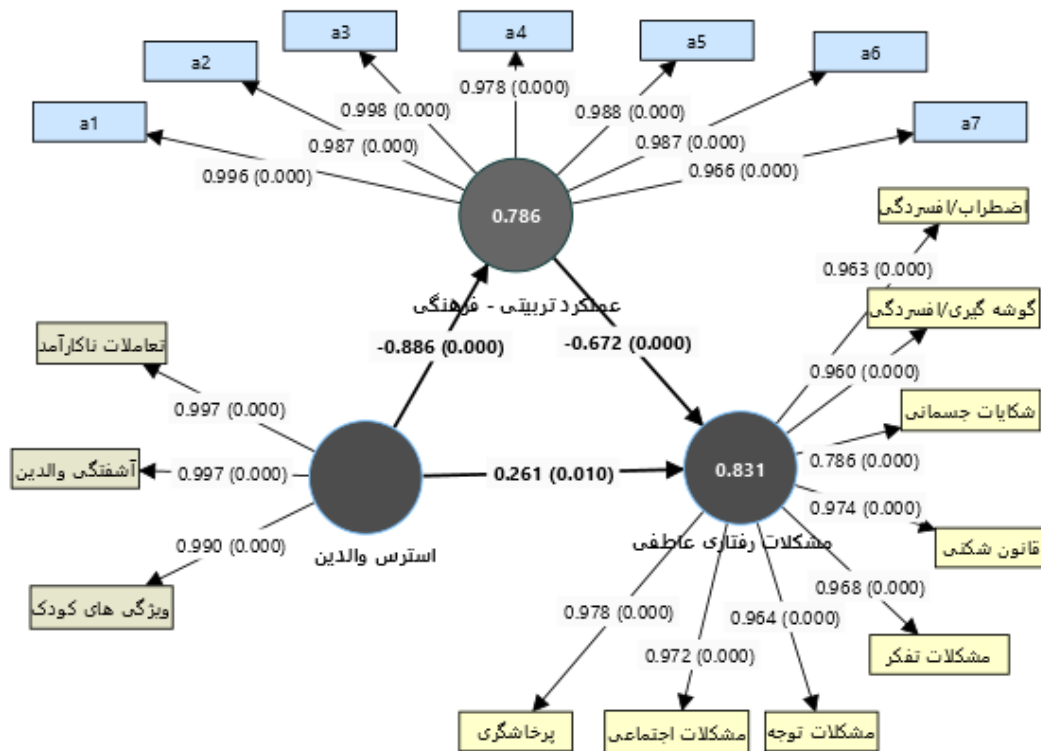 a3
a4
a5
a2
a6
a1
a7
0.998 (0.000)
0.978 (0.000)
0.988 (0.000)
0.987 (0.000)
0.987 (0.000)
0.996 (0.000)
0.966 (0.000)
0.786
عملکرد تربیتی - فرهنگی
اضطراب/افسردگی
0.963 (0.000)
گوشه گیری/افسردگی
0.960 (0.000)
-0.886 (0.000)
-0.672 (0.000)
تعاملات ناکارآمد
0.997 (0.000)
شکایات جسمانی
0.786 (0.000)
آشفتگی والدین
0.997 (0.000)
0.261 (0.010)
0.831
0.974 (0.000)
قانون شکنی
0.990 (0.000)
استرس والدین
مشکلات رفتاری عاطفی
ویژگی های کودک
0.978 (0.000)
0.972 (0.000)
0.964 (0.000)
0.968 (0.000)
مشکلات تفکر
پرخاشگری
مشکلات اجتماعی
مشکلات توجه